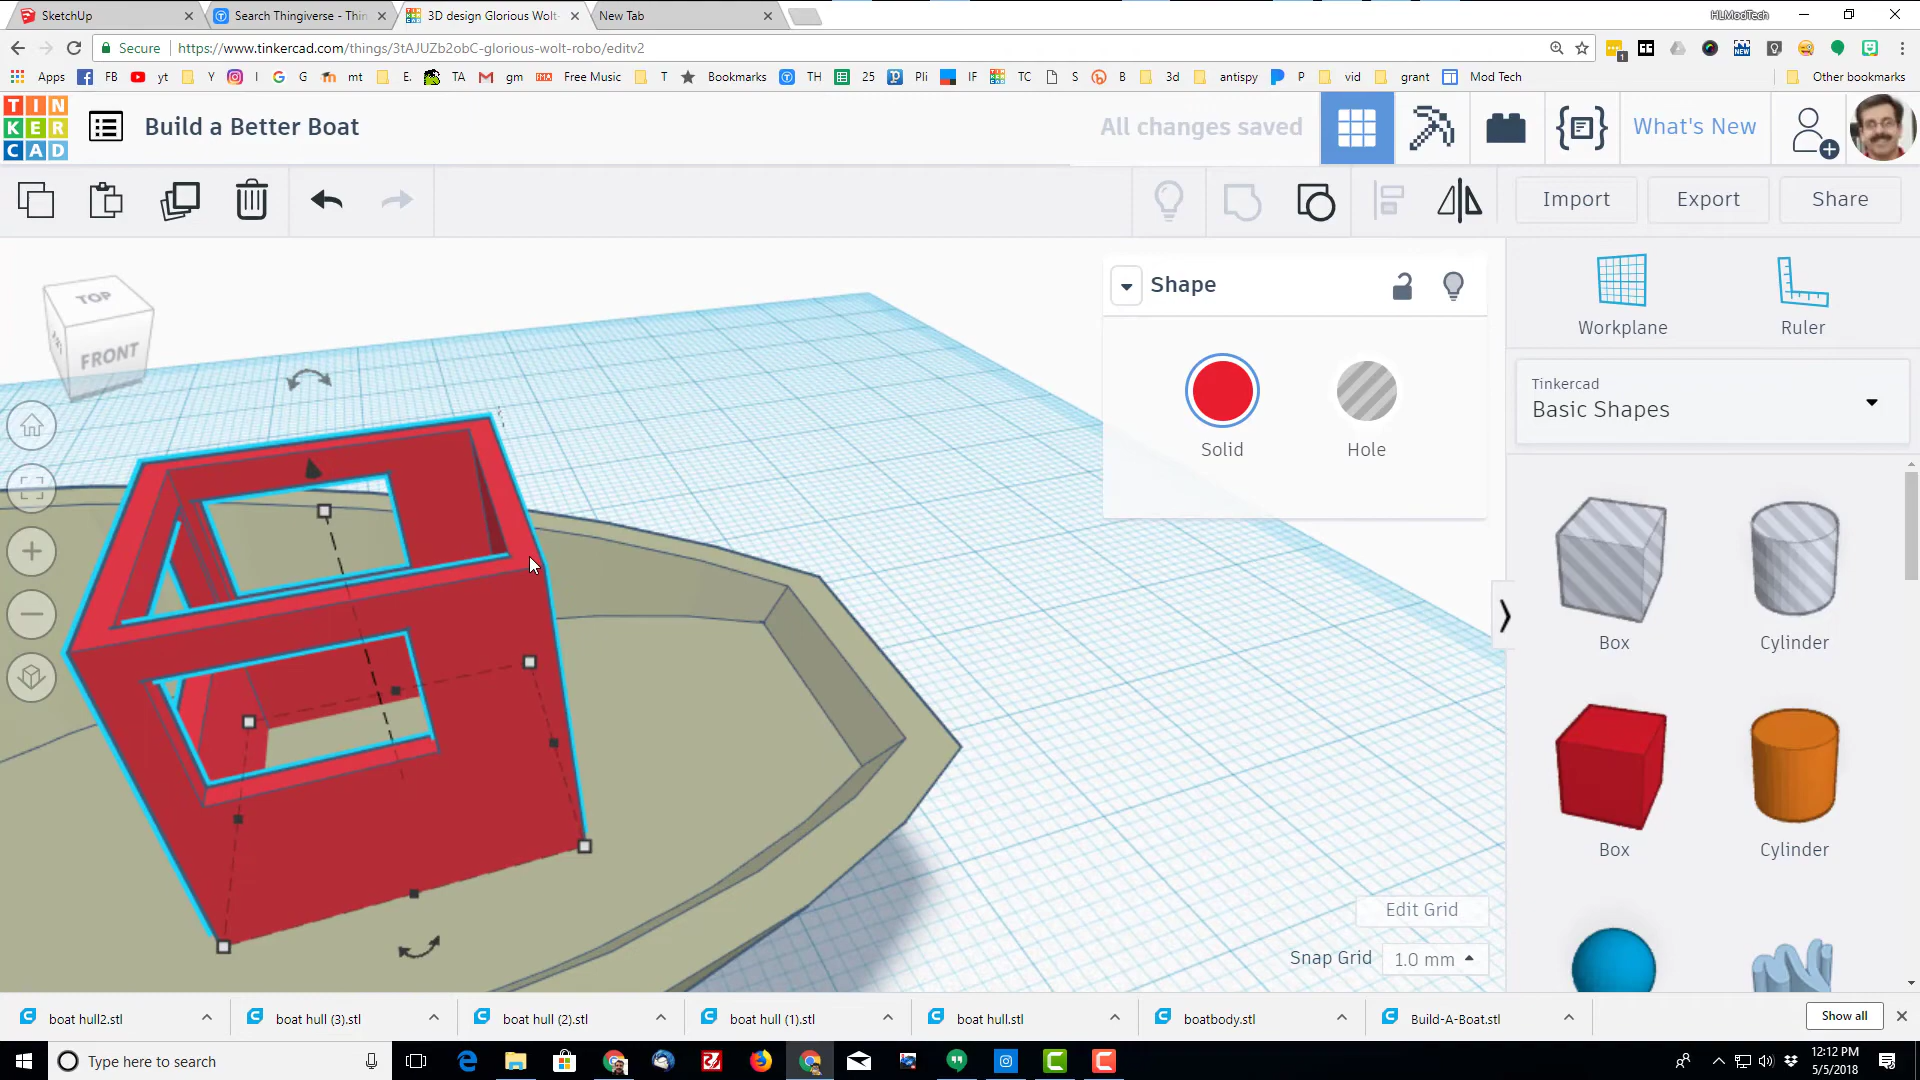 SketchUp
Search Thingiverse - Thin
3D design Glorious Wolt-
New Tab
HLModTech
Secure
https://www.tinkercad.com/things/3tAJUZb2obC-glorious-wolt-robo/editv2
Apps
FB
yt
Y
I
G
mt
E.
TA
gm
Free Music
T
Bookmarks
TH
25
Pli
IF
TC
S
B
3d
antispy
P
vid
grant
Mod Tech
Other bookmarks
TIN
KER
CAD
Build a Better Boat
All changes saved
What's New
Import
Export
Share
TOP
FRONT
Shape
Solid
Hole
Workplane
Ruler
Tinkercad
Basic Shapes
Box
Cylinder
Box
Cylinder
Edit Grid
Snap Grid
1.0 mm
boat hull2.stl
boat hull (3).stl
boat hull (2).stl
boat hull (1).stl
boat hull.stl
boatbody.stl
Build-A-Boat.stl
Show all
Type here to search
12:12 PM
5/5/2018